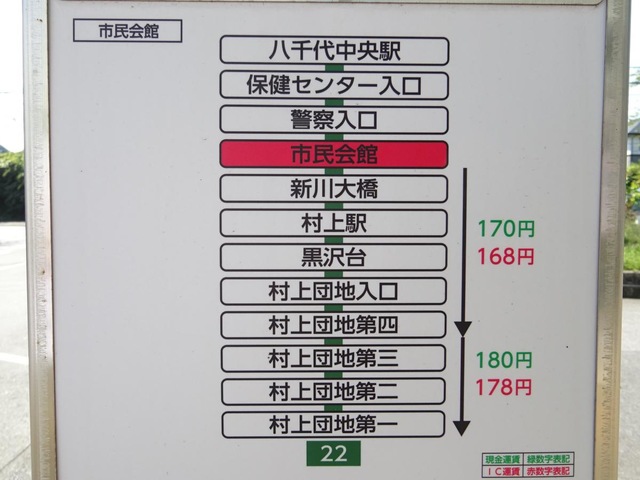 市民会館
八千代中央駅
保健センター入口
警察入口
市民会館
新川大橋
村上駅
黒沢台
村上団地入口
村上団地第四
170円
168円
村上団地第三
村上団地第二
村上団地第一
180円
178円
22
現金運賃 緑数字表記
IC運賃 赤数字表記